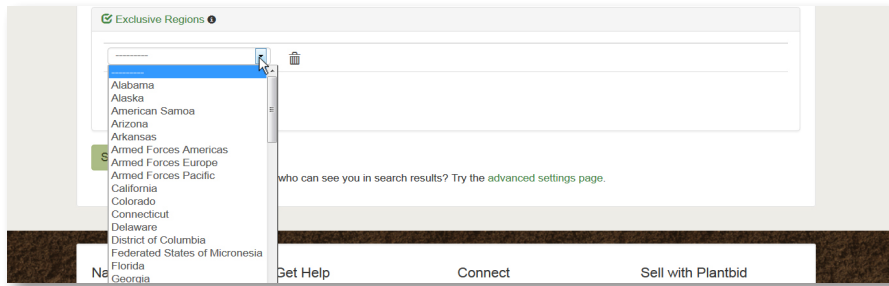 Exclusive Regions
---------
---------
Alabama
Alaska
American Samoa
Arizona
Arkansas
Armed Forces Americas
Armed Forces Europe
Armed Forces Pacific
California
Colorado
Connecticut
Delaware
District of Columbia
Federated States of Micronesia
Florida
Georgia
S
who can see you in search results? Try the advanced settings page.
Na
Get Help
Connect
Sell with Plantbid